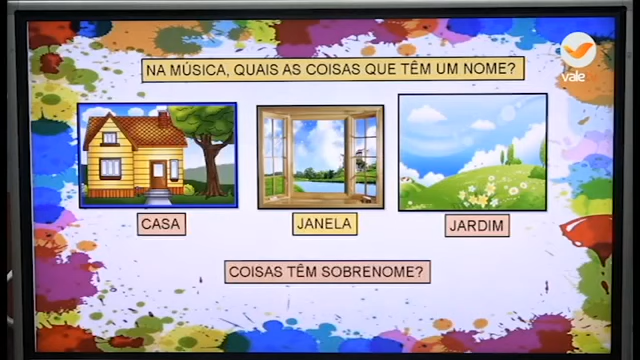 NA MÚSICA, QUAIS AS COISAS QUE TÊM UM NOME?
vale
CASA
JANELA
JARDIM
COISAS TÊM SOBRENOME?